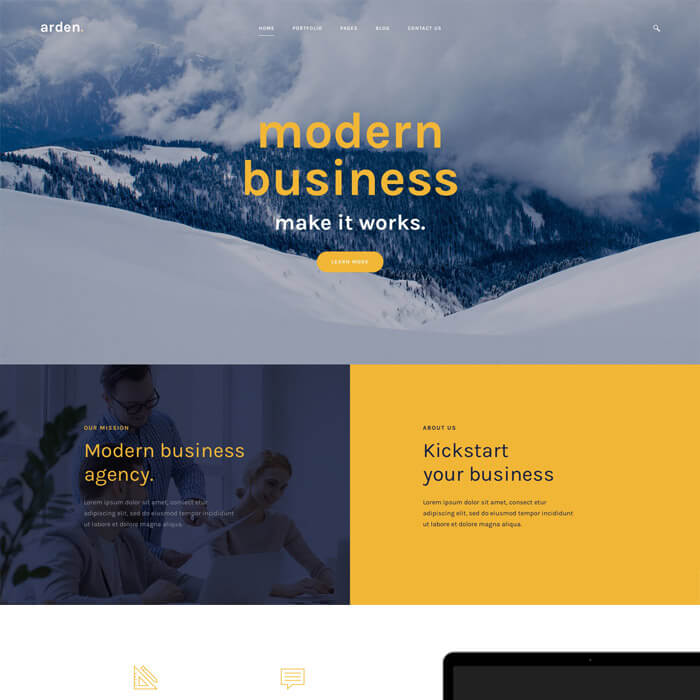 arden.
HOME PORTFOLIO PAGES BLOG CONTACT US
modern
business
make it works.
LEARN MORE
OUR MISSION
Modern business
agency.
Lorem ipsum dolor sit amet, consect etur
adipiscing elit, sed do eiusmod tempor incididunt
ut labore et dolore magna aliqua.
ABOUT US
Kickstart
your business
Lorem ipsum dolor sit amet, consect etur
adipiscing elit, sed do eiusmod tempor incididunt
ut labore et dolore magna aliqua.